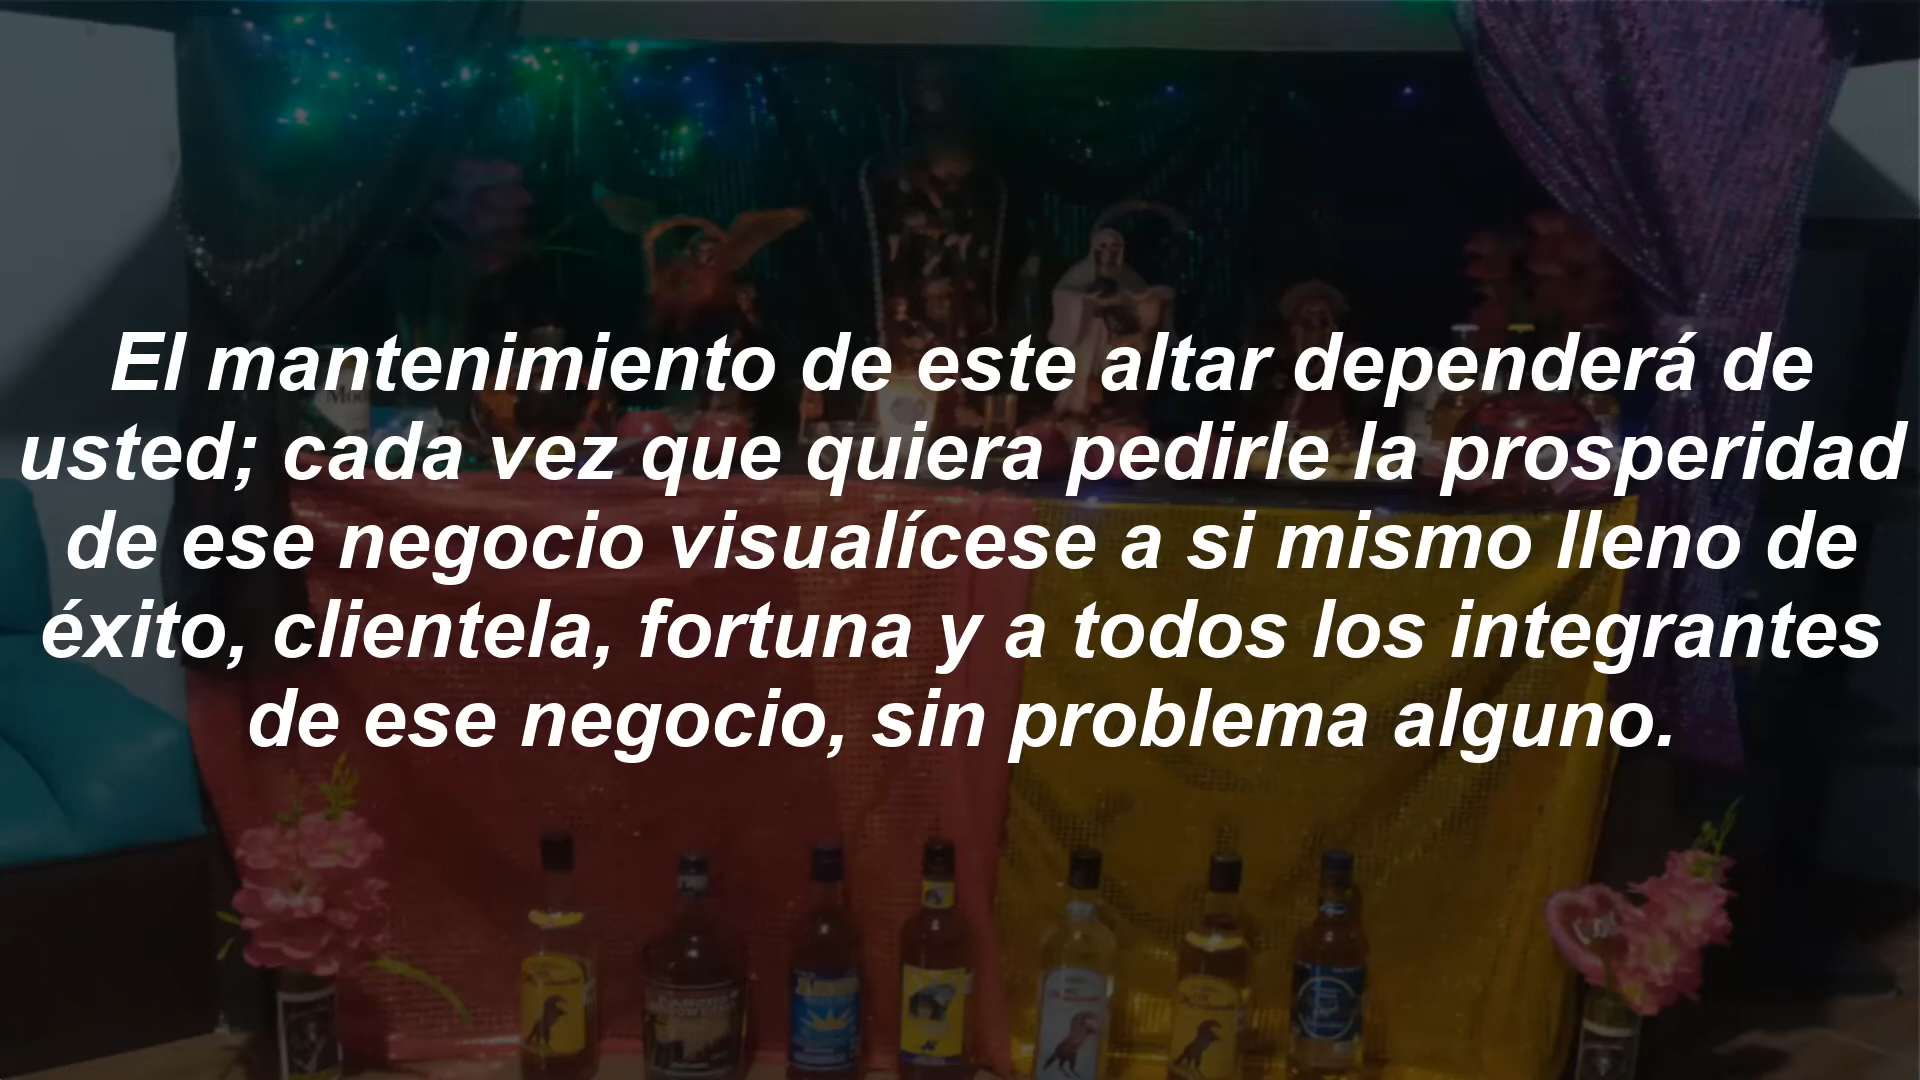 El mantenimiento de este altar dependerá de
usted; cada vez que quiera pedirle la prosperidad
de ese negocio visualícese a si mismo lleno de
éxito, clientela, fortuna y a todos los integrantes
de ese negocio, sin problema alguno.